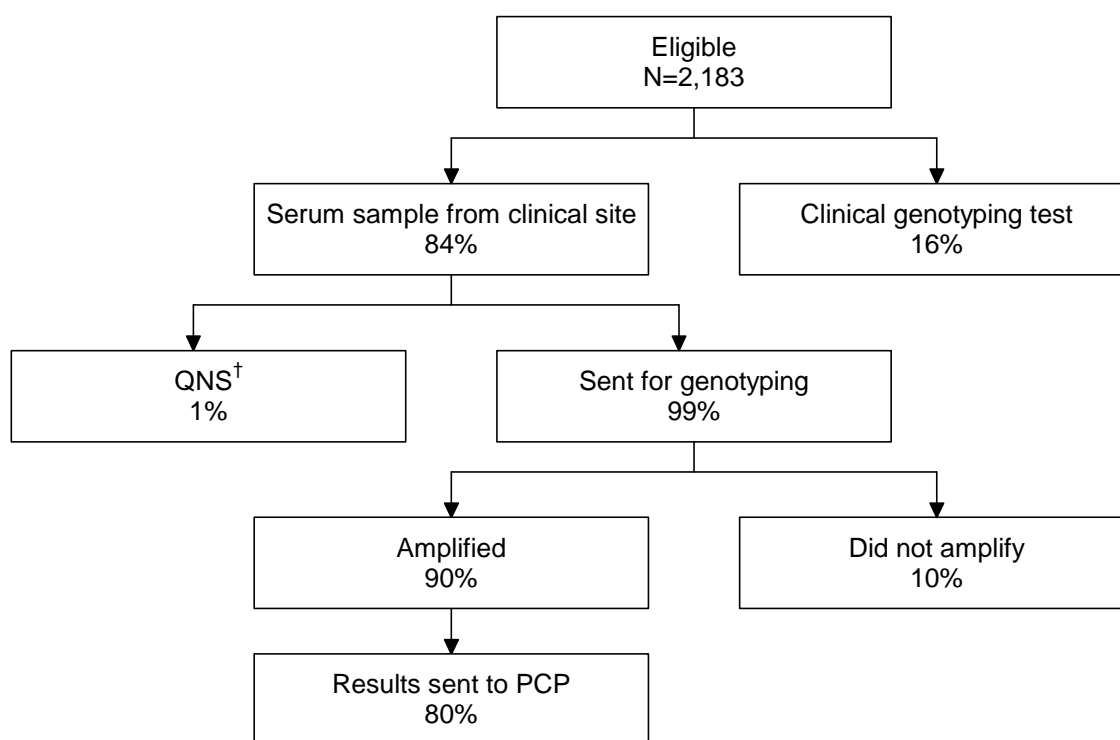 Eligible
N=2,183
Serum sample from clinical site
84%
Clinical genotyping test
16%
QNS†
1%
Sent for genotyping
99%
Amplified
90%
Did not amplify
10%
Results sent to PCP
80%